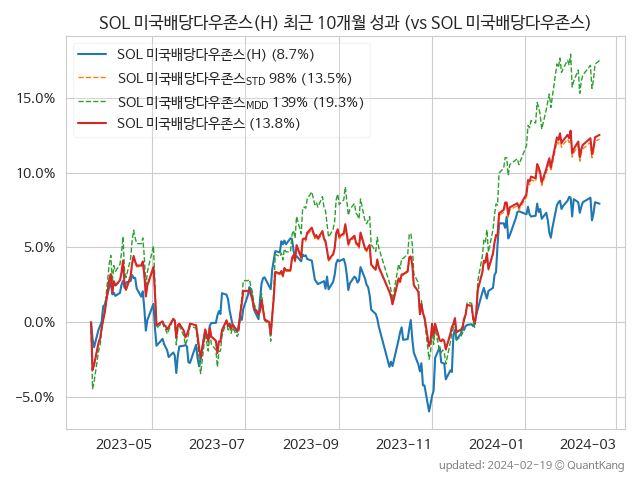 SOL 미국배당다우존스(H) 최근 10개월 성과 (vs SOL 미국배당다우존스)
SOL 미국배당다우존스(H) (8.7%)
SOL 미국배당다우존스STD 98% (13.5%)
SOL 미국배당다우존스MDD 139% (19.3%)
SOL 미국배당다우존스 (13.8%)
15.0%
10.0%
5.0%
0.0%
−5.0%
2023-05
2023-07
2023-09
2023-11
2024-01
2024-03
updated: 2024-02-19 © QuantKang